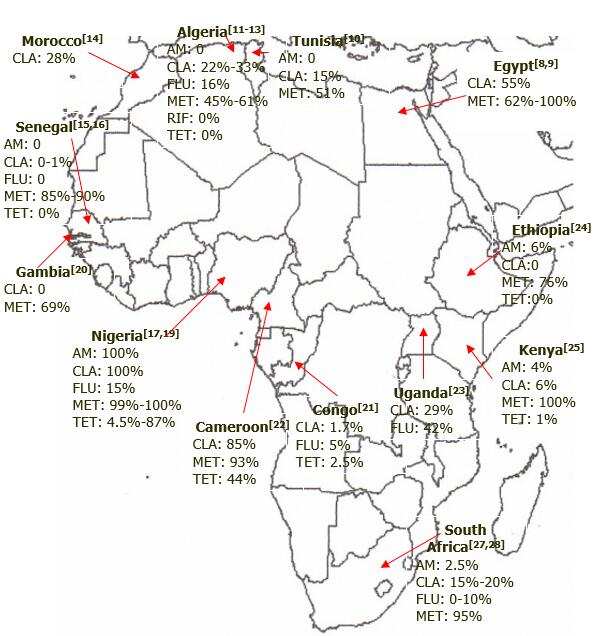 Morocco[14]
CLA: 28%
Algeria[11-13]
AM: 0
CLA: 22%-33%
FLU: 16%
MET: 45%-61%
RIF: 0%
TET: 0%
Tunisia[10]
AM: 0
CLA: 15%
MET: 51%
Egypt[8,9]
CLA: 55%
MET: 62%-100%
Senegal[15,16]
AM: 0
CLA: 0-1%
FLU: 0
MET: 85%-90%
TET: 0%
Gambia[20]
CLA: 0
MET: 69%
Ethiopia[24]
AM: 6%
CLA:0
MET: 76%
TET:0%
Nigeria[17,19]
AM: 100%
CLA: 100%
FLU: 15%
MET: 99%-100%
TET: 4.5%-87%
Kenya[25]
AM: 4%
CLA: 6%
MET: 100%
TET: 1%
Uganda[23]
CLA: 29%
FLU: 42%
Congo[21]
CLA: 1.7%
FLU: 5%
TET: 2.5%
Cameroon[22]
CLA: 85%
MET: 93%
TET: 44%
South
Africa[27,28]
AM: 2.5%
CLA: 15%-20%
FLU: 0-10%
MET: 95%